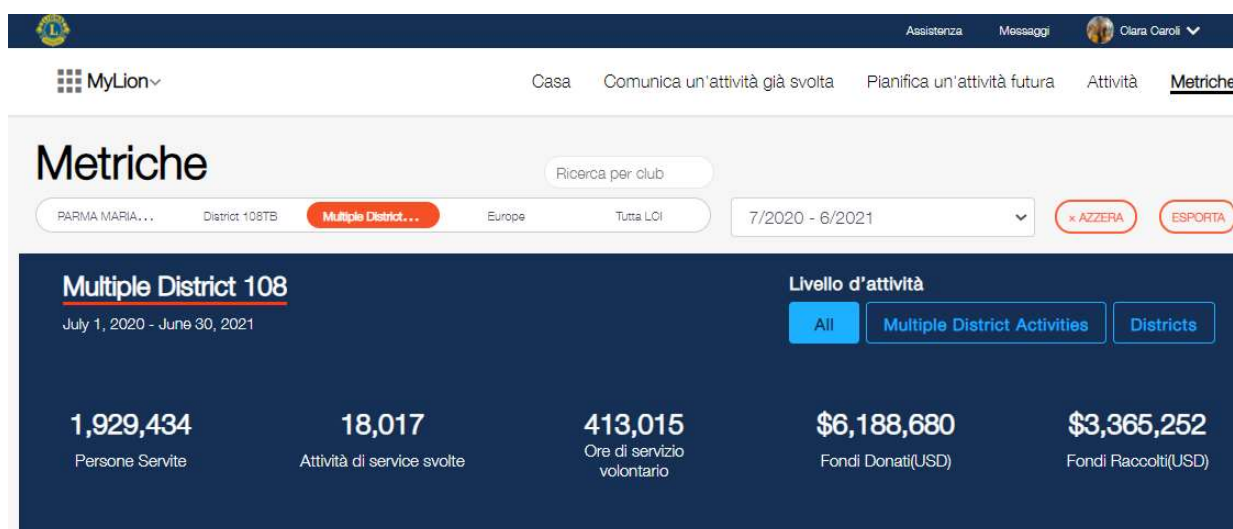 Assistenza Messaggi Clara Caroli
MyLion
Casa Comunica un'attività già svolta Pianifica un'attività futura Attività Metriche
Metriche
Ricerca per club
PARMA MARIA... District 108TB Multiple District... Europe Tutta LCI
7/2020 - 6/2021
× AZZERA
ESPORTA
Multiple District 108
July 1, 2020 - June 30, 2021
Livello d'attività
All Multiple District Activities Districts
1,929,434 18,017 413,015 $6,188,680 $3,365,252
Persone Servite Attività di service svolte Ore di servizio volontario Fondi Donati(USD) Fondi Raccolti(USD)